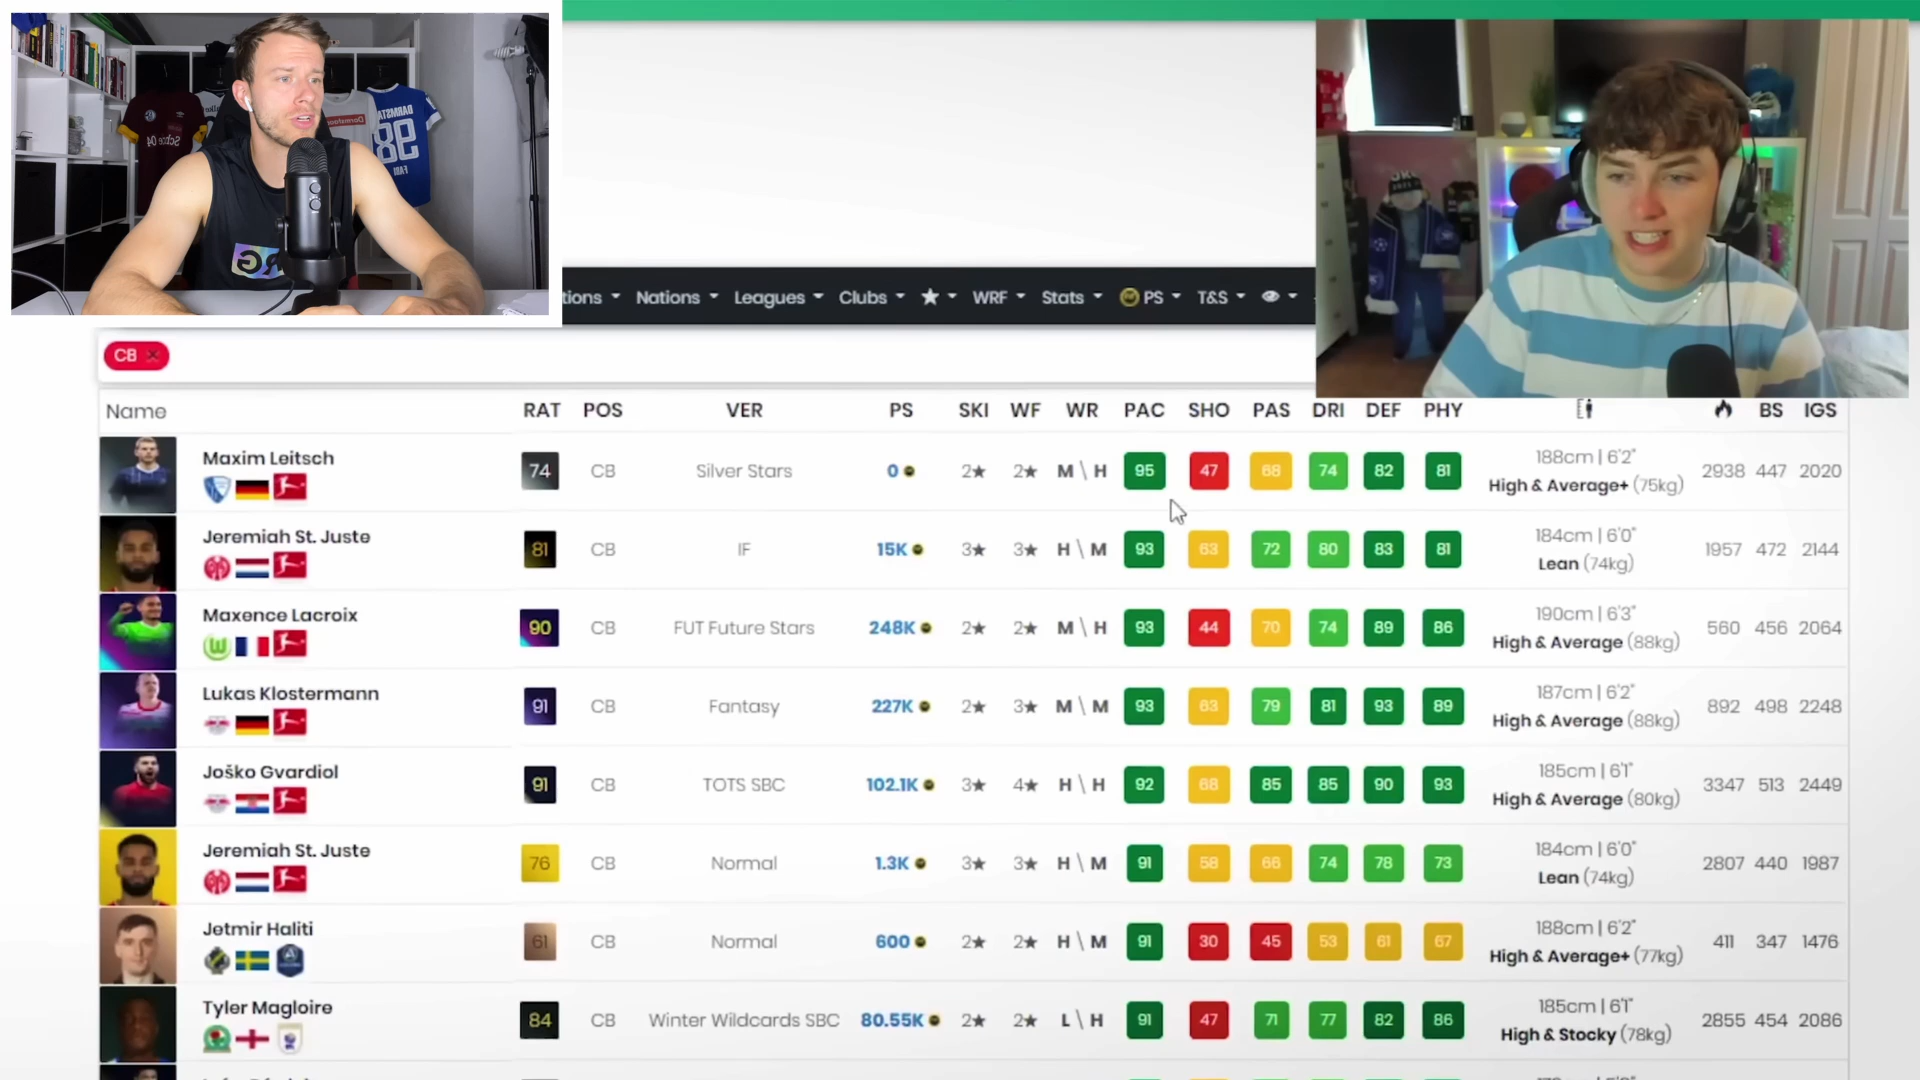 Schce 04
Darmstadt
DARMSTA
98
FABI
Nations Leagues Clubs WRF Stats PS T&S
CB ×
Name RAT POS VER PS SKI WF WR PAC SHO PAS DRI DEF PHY BS IGS
Maxim Leitsch 74 CB Silver Stars 0 2★ 2★ M \ H 95 47 68 74 82 81 188cm | 6'2" 2938 447 2020
High & Average+ (75kg)
Jeremiah St. Juste 81 CB IF 15K 3★ 3★ H \ M 93 63 72 80 83 81 184cm | 6'0" 1957 472 2144
Lean (74kg)
Maxence Lacroix 90 CB FUT Future Stars 248K 2★ 2★ M \ H 93 44 70 74 89 86 190cm | 6'3" 560 456 2064
High & Average (88kg)
Lukas Klostermann 91 CB Fantasy 227K 2★ 3★ M \ M 93 63 79 81 93 89 187cm | 6'2" 892 498 2248
High & Average (88kg)
Joško Gvardiol 91 CB TOTS SBC 102.1K 3★ 4★ H \ H 92 68 85 85 90 93 185cm | 6'1" 3347 513 2449
High & Average (80kg)
Jeremiah St. Juste 76 CB Normal 1.3K 3★ 3★ H \ M 91 58 66 74 78 73 184cm | 6'0" 2807 440 1987
Lean (74kg)
Jetmir Haliti 61 CB Normal 600 2★ 2★ H \ M 91 30 45 53 61 67 188cm | 6'2" 411 347 1476
High & Average+ (77kg)
Tyler Magloire 84 CB Winter Wildcards SBC 80.55K 2★ 2★ L \ H 91 47 71 77 82 86 185cm | 6'1" 2855 454 2086
High & Stocky (78kg)